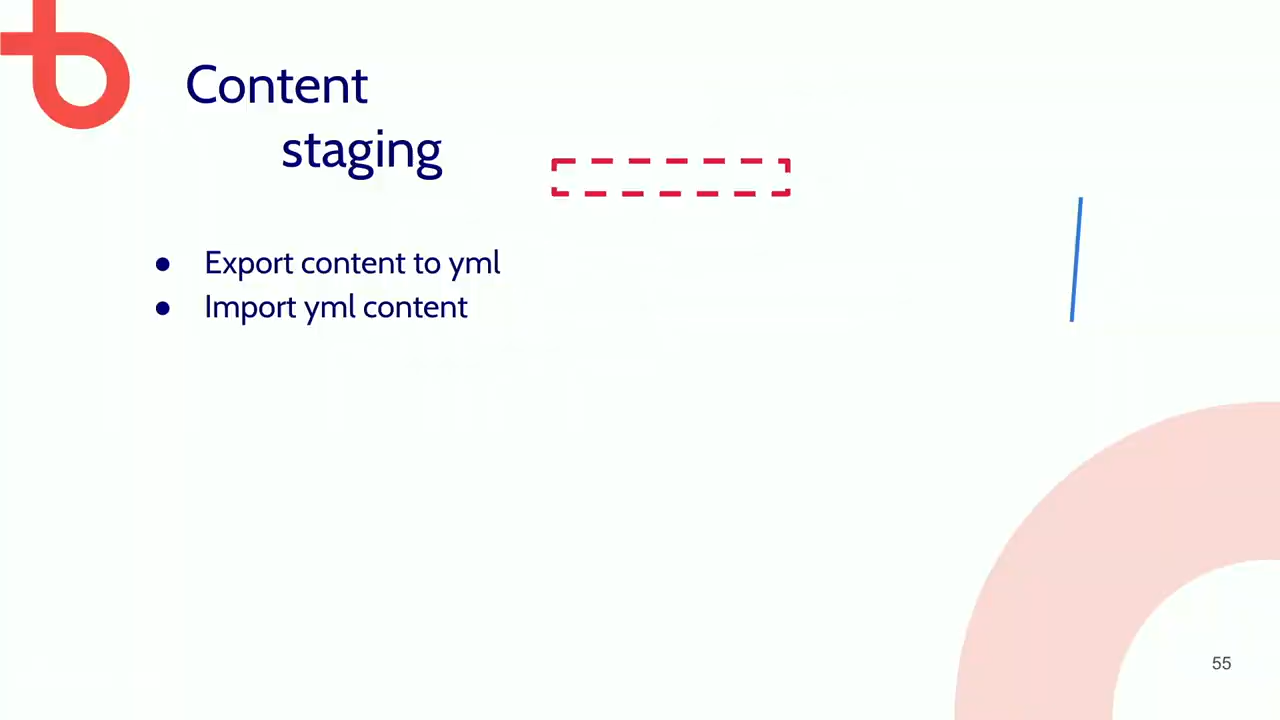 Content
staging
● Export content to yml
● Import yml content
55